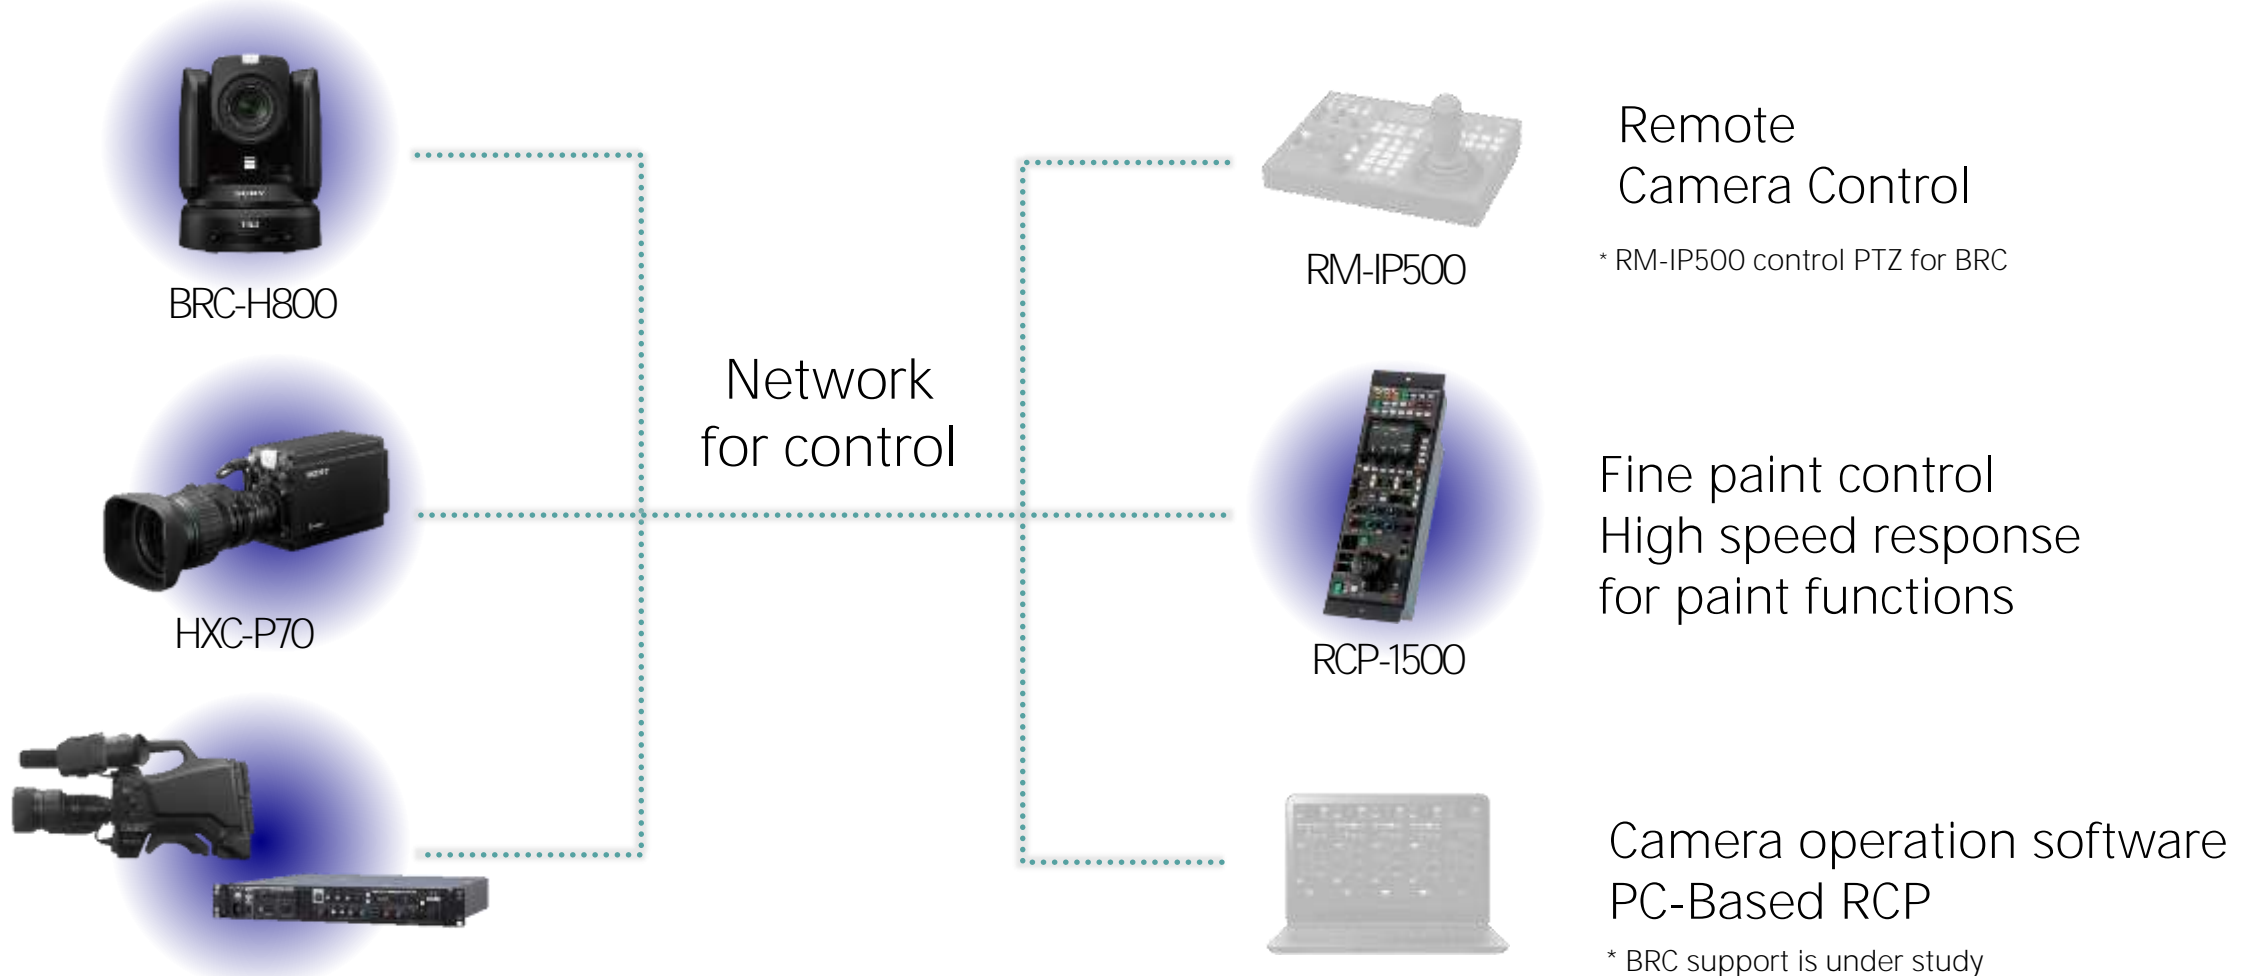 SONY
BRC-H800
SONY
HXC-P70
Network
for control
RM-IP500
Remote
Camera Control
* RM-IP500 control PTZ for BRC
RCP-1500
Fine paint control
High speed response
for paint functions
Camera operation software
PC-Based RCP
* BRC support is under study